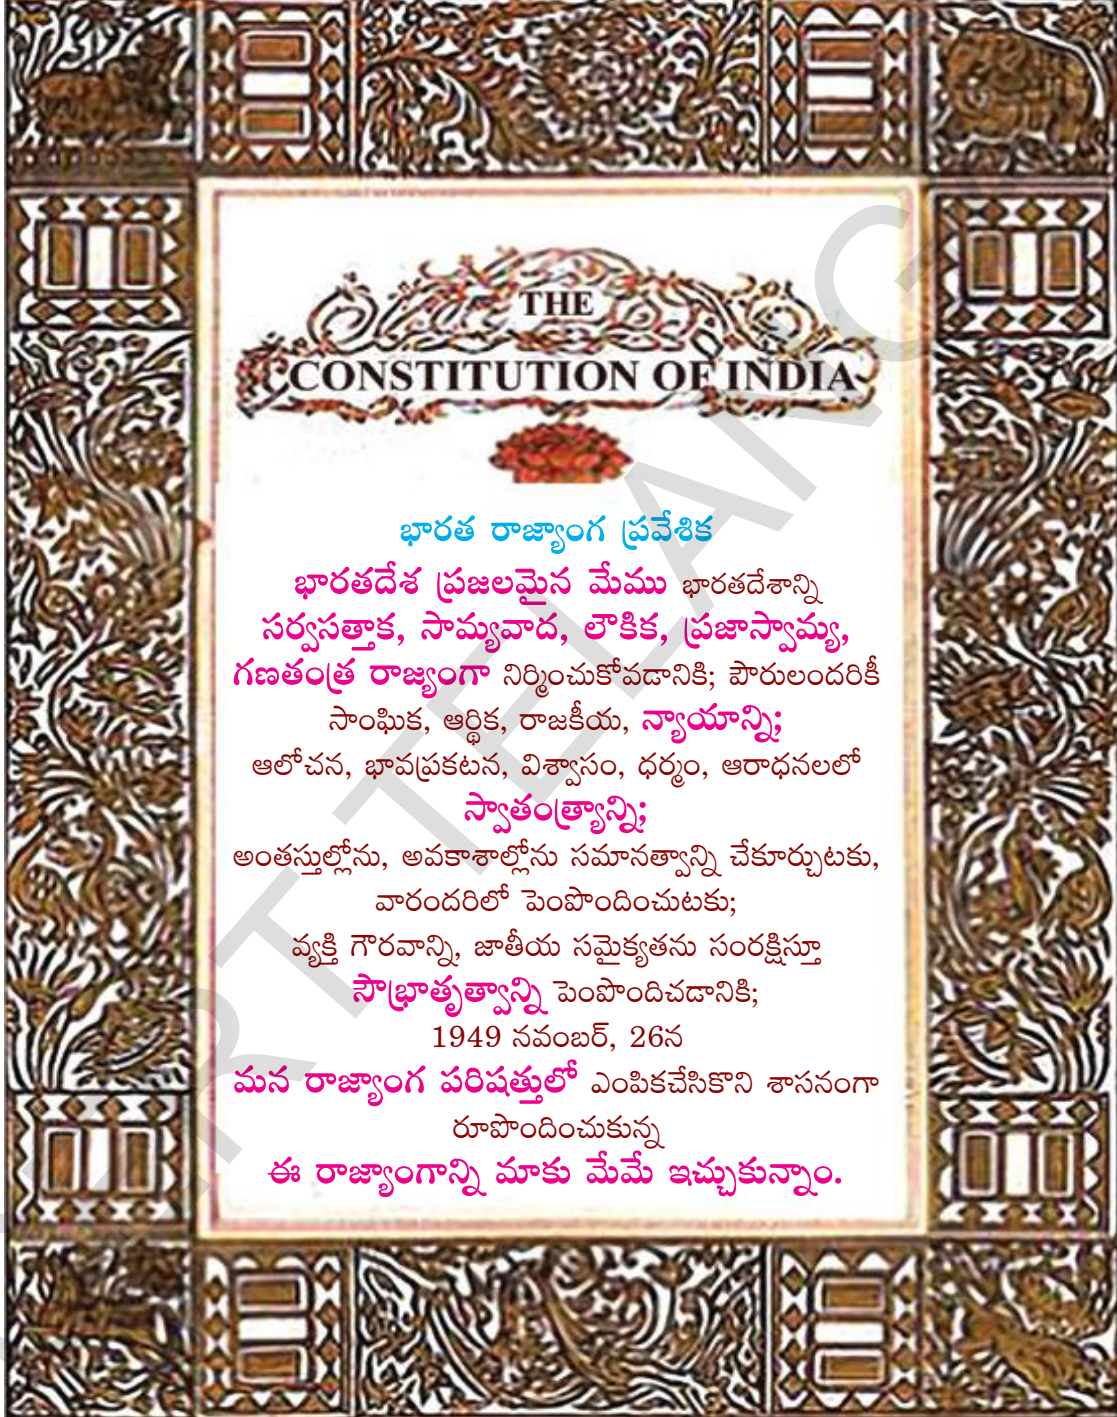 THE
CONSTITUTION OF INDIA
భారత రాజ్యాంగ ప్రవేశిక
భారతదేశ ప్రజలమైన మేము భారతదేశాన్ని
సర్వసత్తాక, సామ్యవాద, లౌకిక, ప్రజాస్వామ్య,
గణతంత్ర రాజ్యంగా నిర్మించుకోవడానికి; పౌరులందరికీ
సాంఘిక, ఆర్థిక, రాజకీయ, న్యాయాన్ని;
ఆలోచన, భావప్రకటన, విశ్వాసం, ధర్మం, ఆరాధనలలో
స్వాతంత్ర్యాన్ని;
అంతస్తుల్లోను, అవకాశాల్లోను సమానత్వాన్ని చేకూర్చుటకు,
వారందరిలో పెంపొందించుటకు;
వ్యక్తి గౌరవాన్ని, జాతీయ సమైక్యతను సంరక్షిస్తూ
సౌభ్రాతృత్వాన్ని పెంపొందిచడానికి;
1949 నవంబర్, 26న
మన రాజ్యాంగ పరిషత్తులో ఎంపికచేసికొని శాసనంగా
రూపొందించుకున్న
ఈ రాజ్యాంగాన్ని మాకు మేమే ఇచ్చుకున్నాం.
RT TELANG